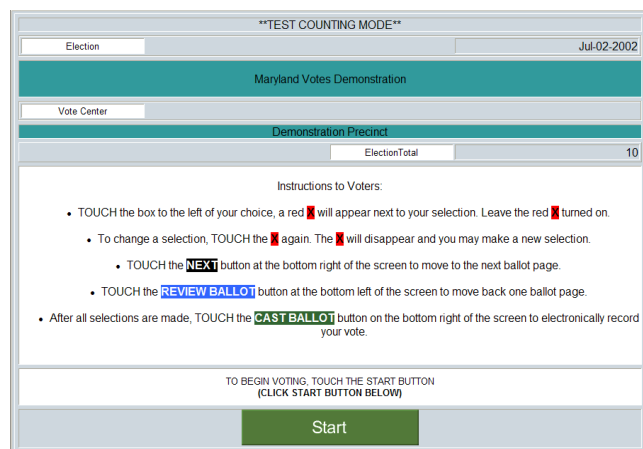 **TEST COUNTING MODE**
Election Jul-02-2002
Maryland Votes Demonstration
Vote Center
Demonstration Precinct
ElectionTotal 10
Instructions to Voters:
• TOUCH the box to the left of your choice, a red X will appear next to your selection. Leave the red X turned on.
• To change a selection, TOUCH the X again. The X will disappear and you may make a new selection.
• TOUCH the NEXT button at the bottom right of the screen to move to the next ballot page.
• TOUCH the REVIEW BALLOT button at the bottom left of the screen to move back one ballot page.
• After all selections are made, TOUCH the CAST BALLOT button on the bottom right of the screen to electronically record
your vote.
TO BEGIN VOTING, TOUCH THE START BUTTON
(CLICK START BUTTON BELOW)
Start